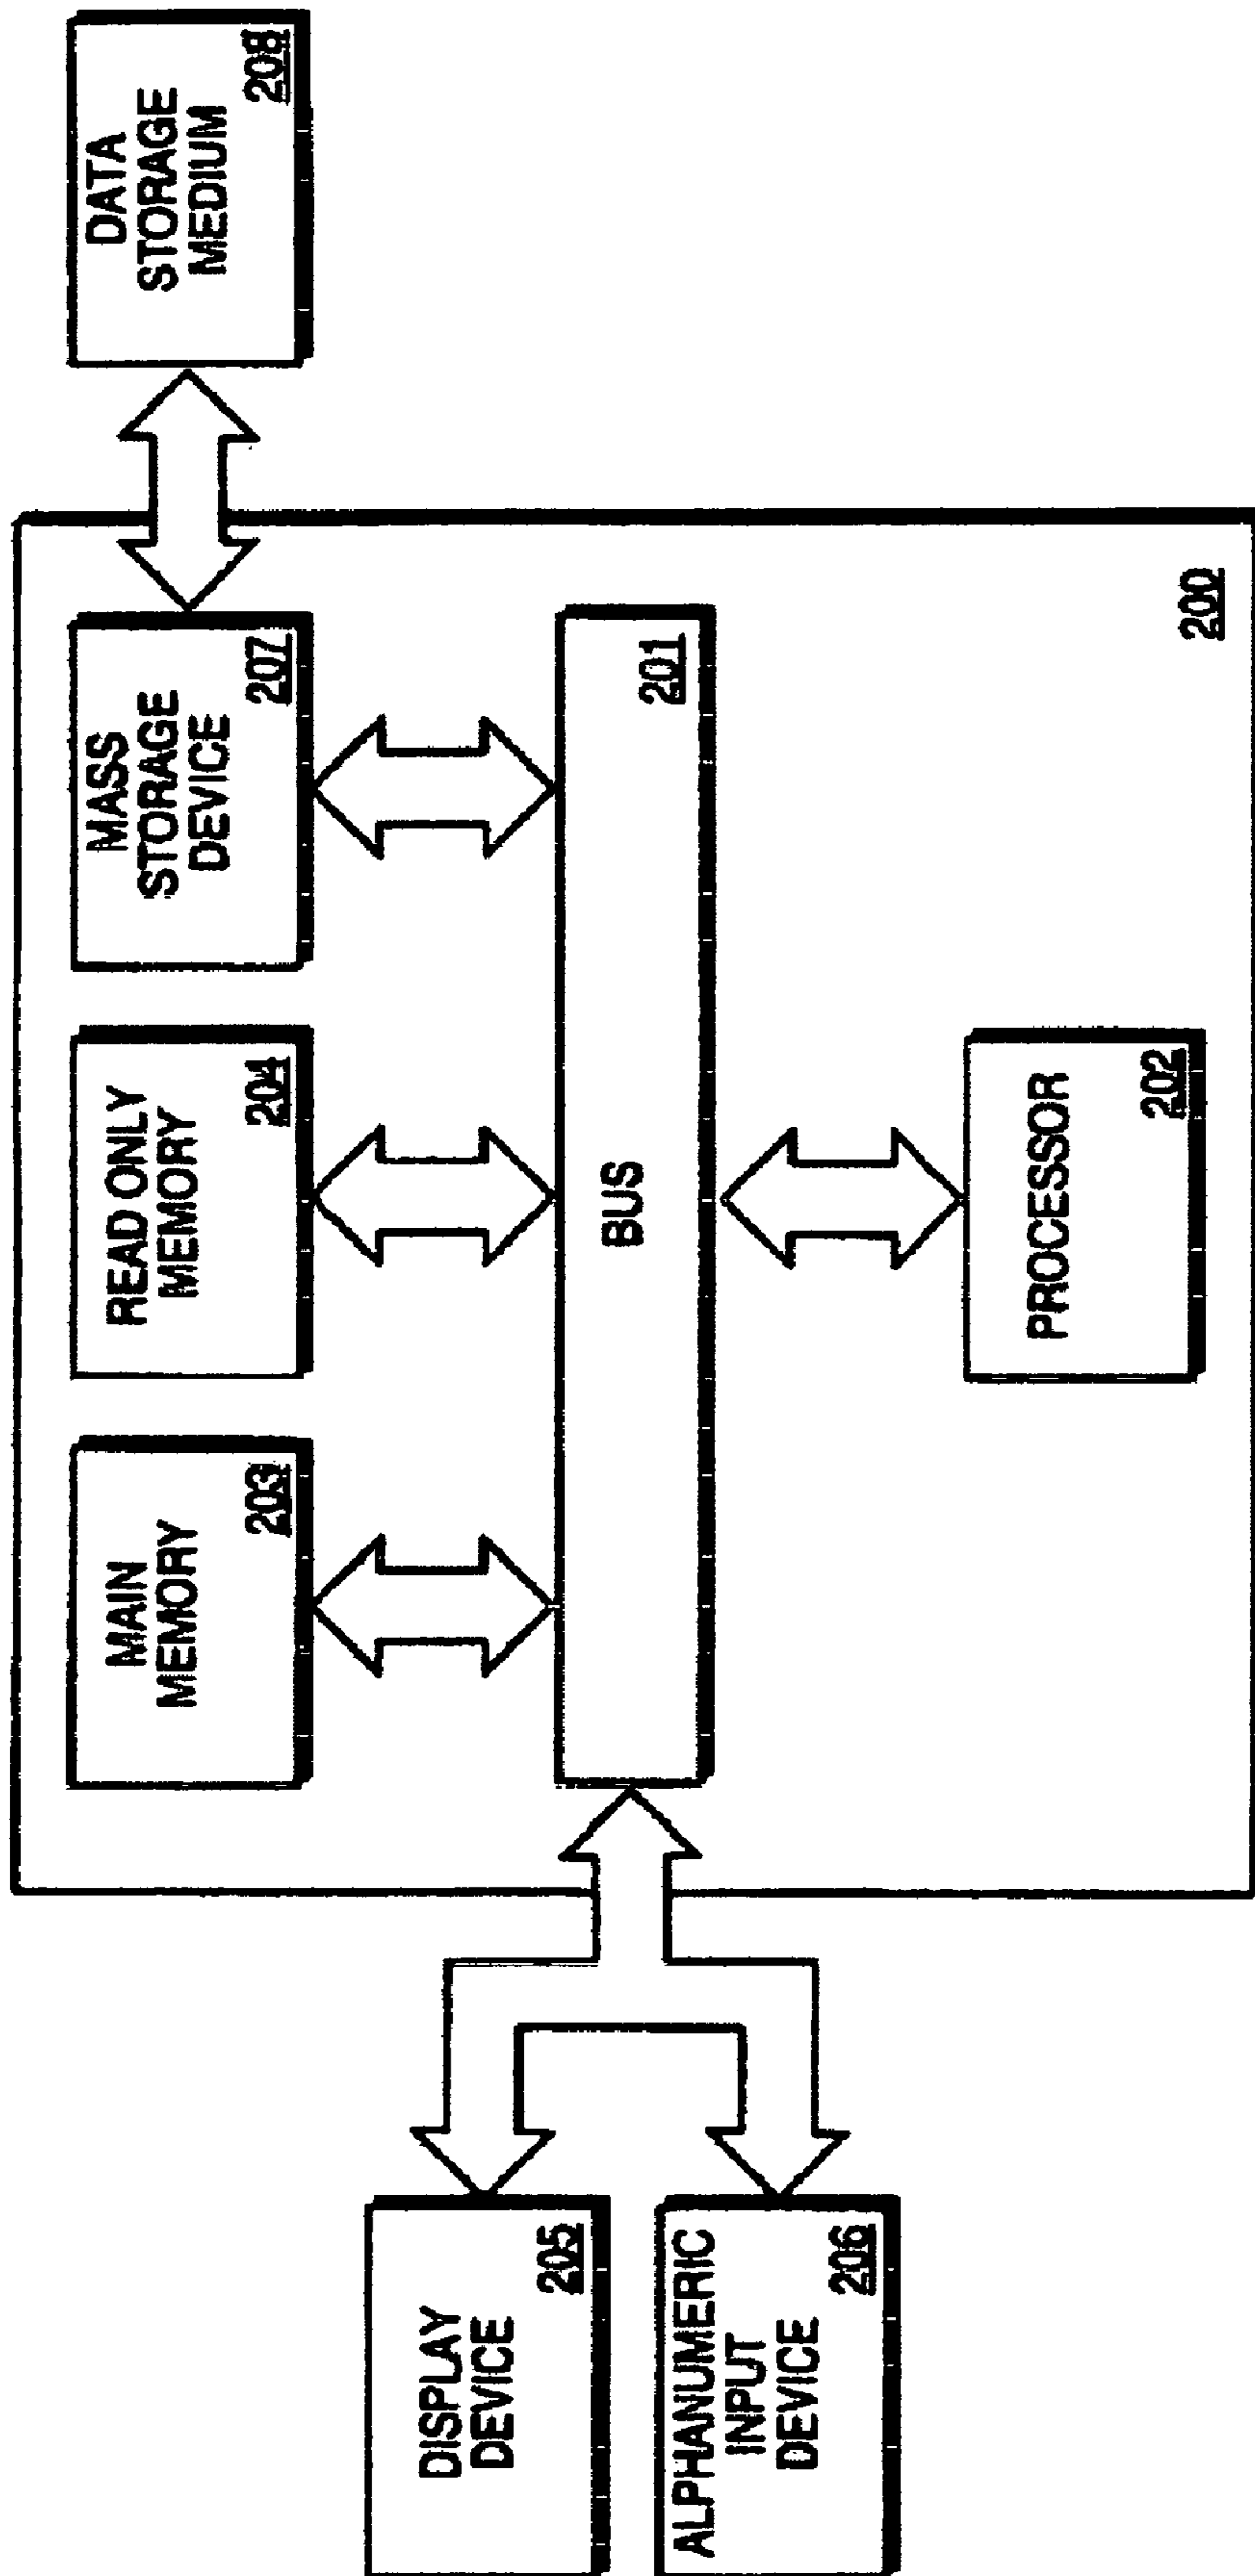 MAIN
MEMORY
203
READ ONLY
MEMORY
204
MASS
STORAGE
DEVICE
207
DATA
STORAGE
MEDIUM
208
DISPLAY
DEVICE
205
BUS
201
ALPHANUMERIC
INPUT
DEVICE
206
PROCESSOR
202
200